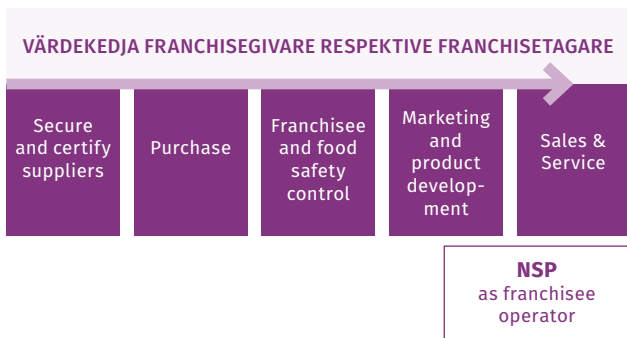 VÄRDEKEDJA FRANCHISEGIVARE RESPEKTIVE FRANCHISETAGARE
Secure
and certify
suppliers
Purchase
Franchisee
and food
safety
control
Marketing
and
product
develop-
ment
Sales &
Service
NSP
as franchisee
operator